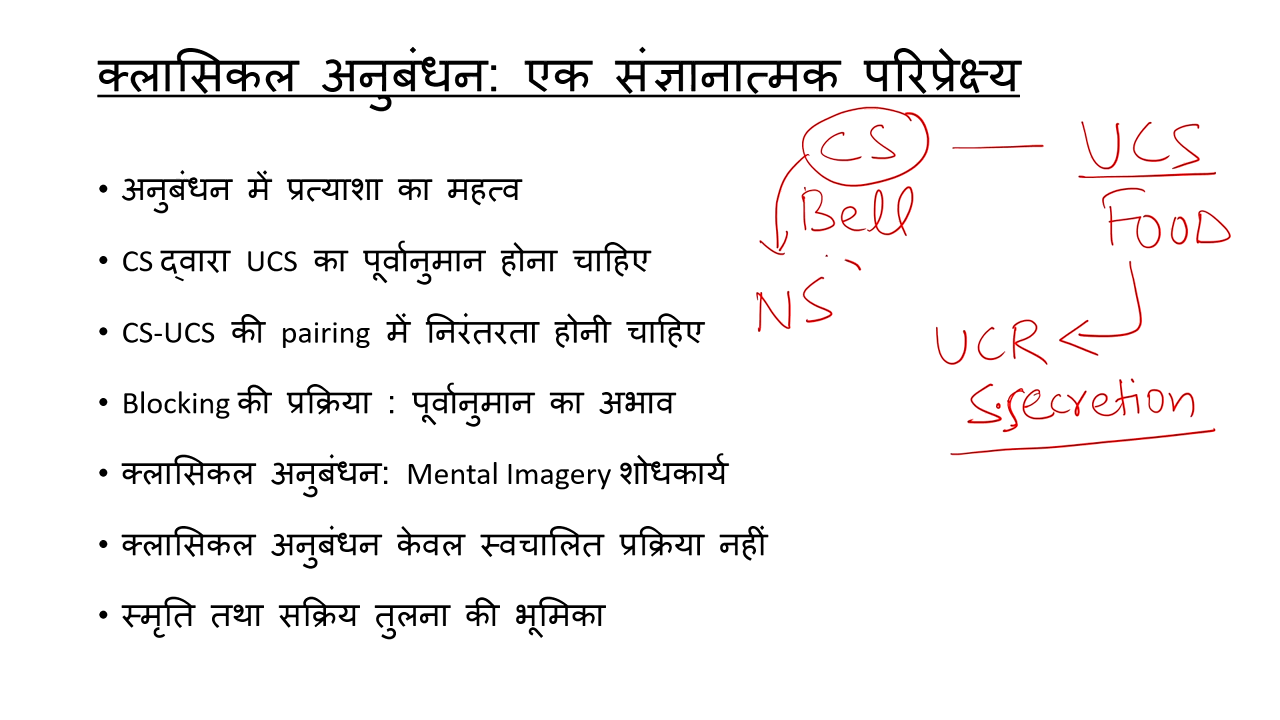 क्लासिकल अनुबंधन: एक संज्ञानात्मक परिप्रेक्ष्य
• अनुबंधन में प्रत्याशा का महत्व
• CS द्वारा UCS का पूर्वानुमान होना चाहिए
• CS-UCS की pairing में निरंतरता होनी चाहिए
• Blocking की प्रक्रिया : पूर्वानुमान का अभाव
• क्लासिकल अनुबंधन: Mental Imagery शोधकार्य
• क्लासिकल अनुबंधन केवल स्वचालित प्रक्रिया नहीं
• स्मृति तथा सक्रिय तुलना की भूमिका
CS — UCS
Bell FOOD
NS
UCR
S.secretion